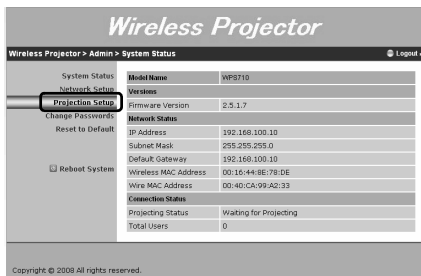 Wireless Projector
Wireless Projector > Admin > System Status
Logout
System Status
Network Setup
Projection Setup
Change Passwords
Reset to Default
Reboot System
Model Name WPS710
Versions
Firmware Version 2.5.1.7
Network Status
IP Address 192.168.100.10
Subnet Mask 255.255.255.0
Default Gateway 192.168.100.10
Wireless MAC Address 00:16:44:8E:78:DE
Wire MAC Address 00:40:CA:99:A2:33
Connection Status
Projecting Status Waiting for Projecting
Total Users 0
Copyright @ 2008 All rights reserved.